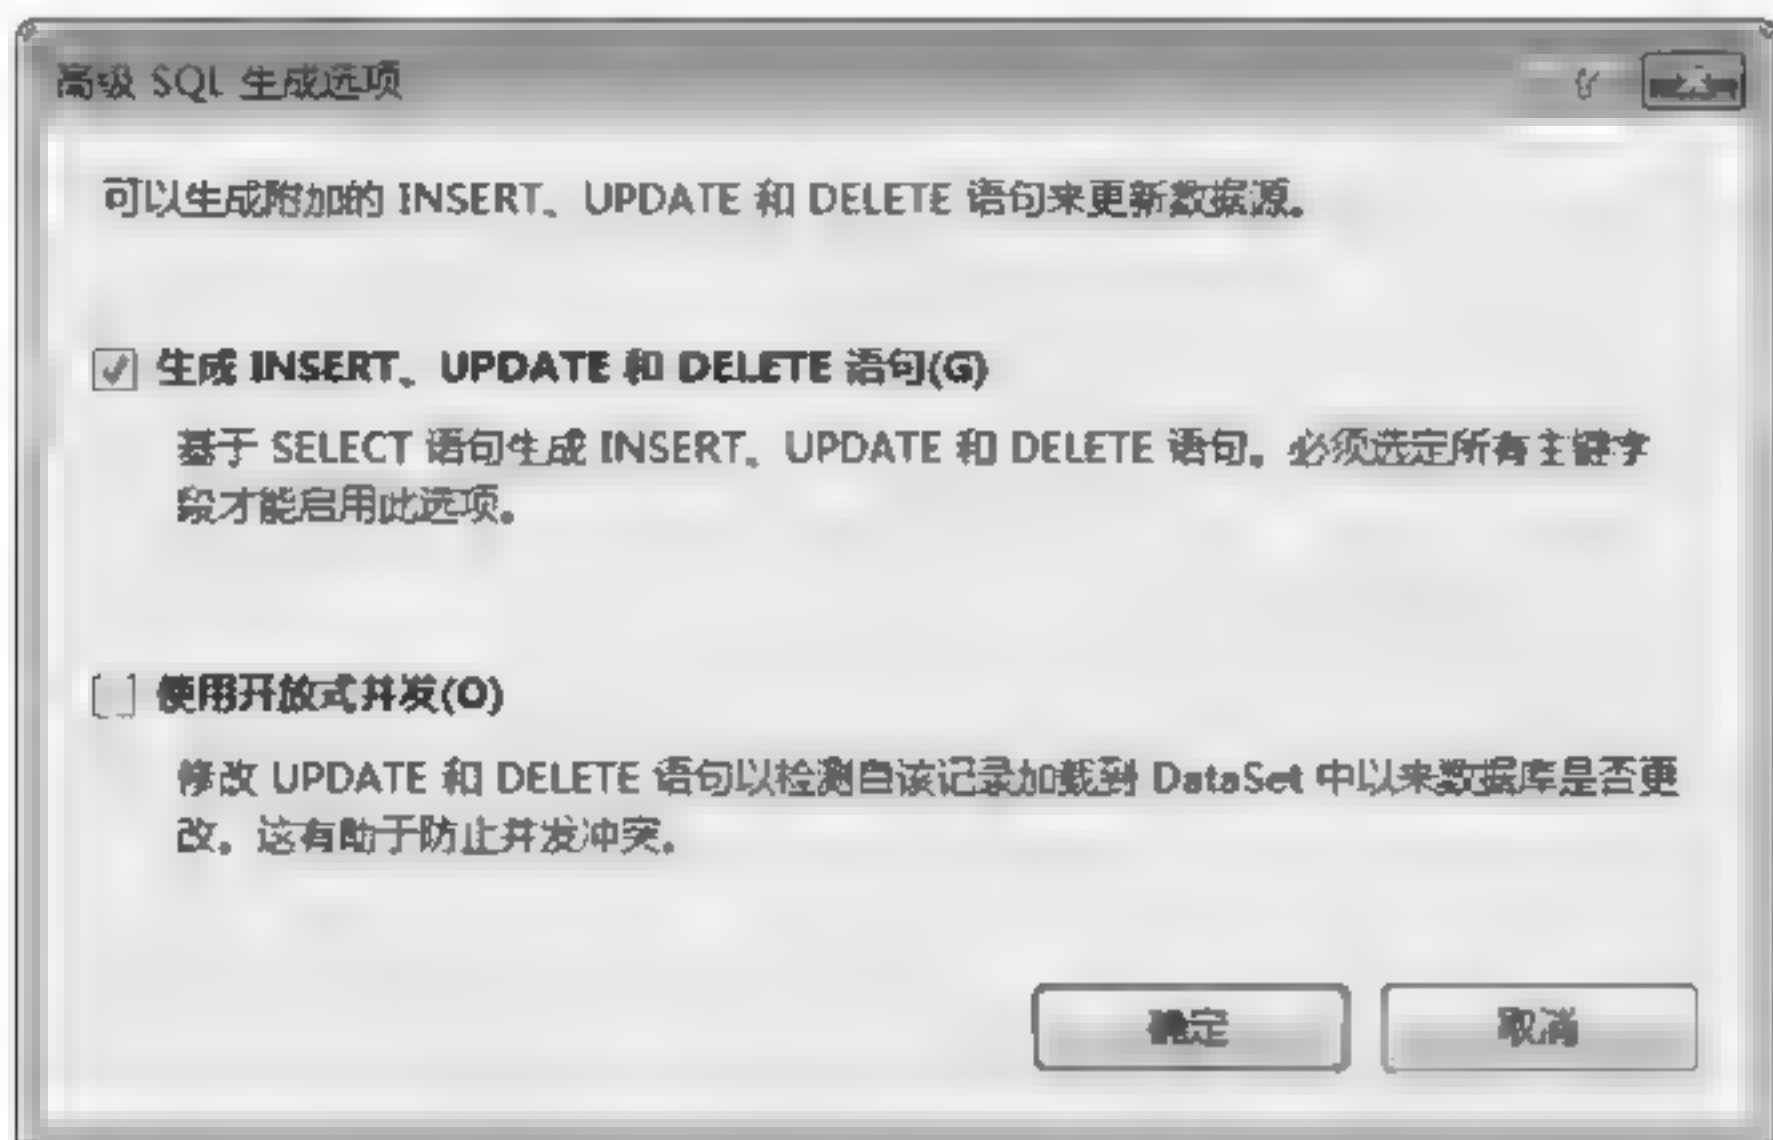 高级 SQL 生成选项
可以生成附加的 INSERT、UPDATE 和 DELETE 语句来更新数据源。
生成 INSERT、UPDATE 和 DELETE 语句(G)
基于 SELECT 语句生成 INSERT、UPDATE 和 DELETE 语句。必须选定所有主键字
段才能启用此选项。
使用开放式并发(O)
修改 UPDATE 和 DELETE 语句以检测自该记录加载到 DataSet 中以来数据库是否更
改。这有助于防止并发冲突。
确定
取消